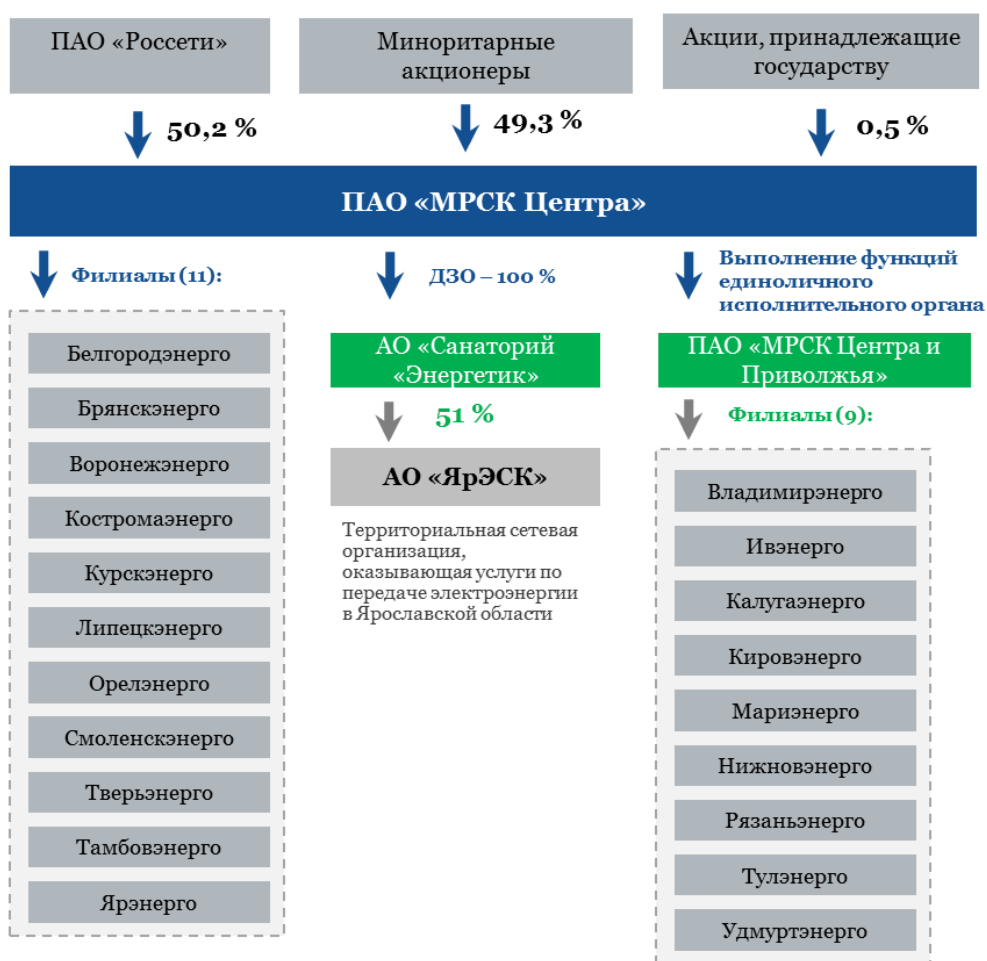 ПАО «Россети»
Миноритарные
акционеры
Акции, принадлежащие
государству
50,2 %
49,3 %
0,5 %
ПАО «МРСК Центра»
Филиалы (11):
ДЗО – 100 %
Выполнение функций
единоличного
исполнительного органа
Белгородэнерго
Брянскэнерго
Воронежэнерго
Костромаэнерго
Курскэнерго
Липецкэнерго
Орелэнерго
Смоленскэнерго
Тверьэнерго
Тамбовэнерго
Ярэнерго
АО «Санаторий
«Энергетик»
51 %
АО «ЯрЭСК»
Территориальная сетевая
организация,
оказывающая услуги по
передаче электроэнергии
в Ярославской области
ПАО «МРСК Центра и
Приволжья»
Филиалы (9):
Владимирэнерго
Ивэнерго
Калугаэнерго
Кировэнерго
Мариэнерго
Нижновэнерго
Рязаньэнерго
Тулэнерго
Удмуртэнерго